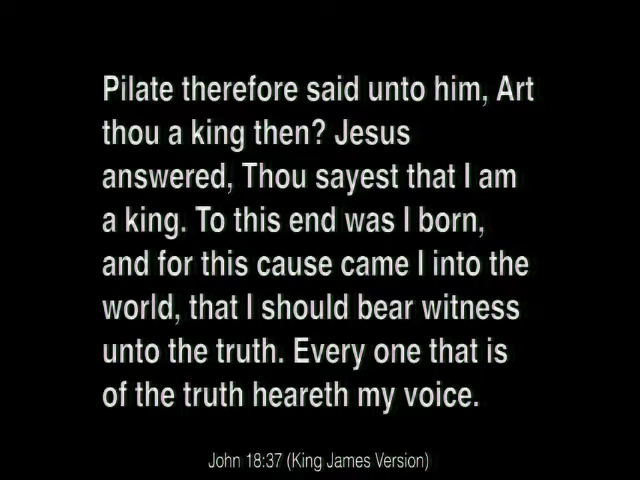 Pilate therefore said unto him, Art
thou a king then? Jesus
answered, Thou sayest that I am
a king. To this end was I born,
and for this cause came I into the
world, that I should bear witness
unto the truth. Every one that is
of the truth heareth my voice.
John 18:37 (King James Version)